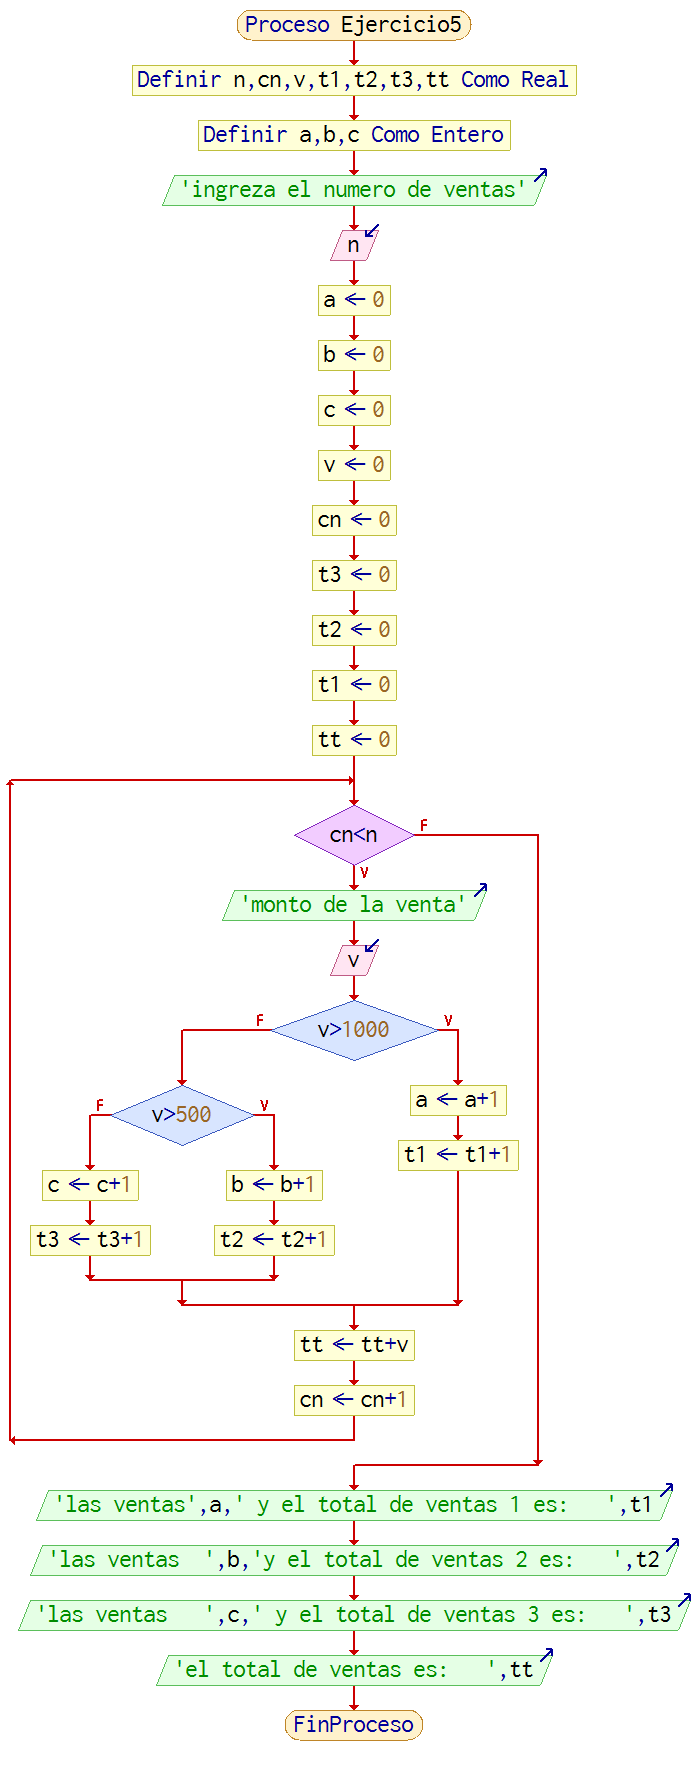 Proceso Ejercicio5
Definir n,cn,v,t1,t2,t3,tt Como Real
Definir a,b,c Como Entero
'ingreza el numero de ventas'
n
a ← 0
b ← 0
c ← 0
v ← 0
cn ← 0
t3 ← 0
t2 ← 0
t1 ← 0
tt ← 0
cn<n
F
V
'monto de la venta'
v
F
V
v>1000
F
V
v>500
a ← a+1
t1 ← t1+1
c ← c+1
b ← b+1
t3 ← t3+1
t2 ← t2+1
tt ← tt+v
cn ← cn+1
'las ventas',a,' y el total de ventas 1 es:   ',t1
'las ventas  ',b,'y el total de ventas 2 es:   ',t2
'las ventas   ',c,' y el total de ventas 3 es:   ',t3
'el total de ventas es:   ',tt
FinProceso